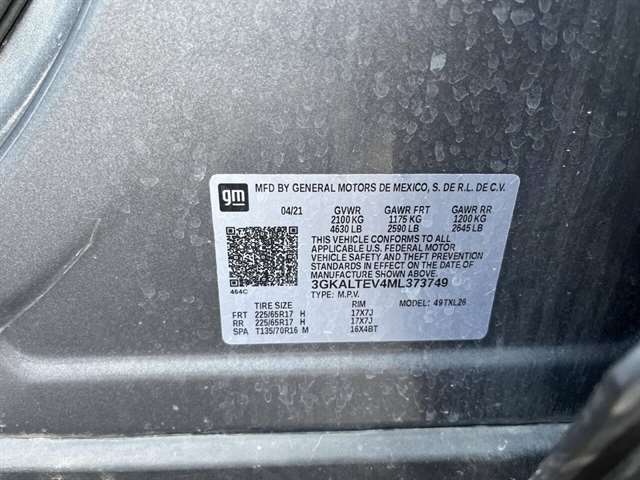 gm MFD BY GENERAL MOTORS DE MEXICO, S. DE R.L. DE C.V.
04/21 GVWR GAWR FRT GAWR RR
2100 KG 1175 KG 1200 KG
4630 LB 2590 LB 2645 LB
THIS VEHICLE CONFORMS TO ALL
APPLICABLE U.S. FEDERAL MOTOR
VEHICLE SAFETY AND THEFT PREVENTION
STANDARDS IN EFFECT ON THE DATE OF
MANUFACTURE SHOWN ABOVE.
3GKALTEV4ML373749
464C TYPE: M.P.V.
TIRE SIZE RIM MODEL: 49TXL26
FRT 225/65R17 H 17X7J
RR 225/65R17 H 17X7J
SPA T135/70R16 M 16X4BT